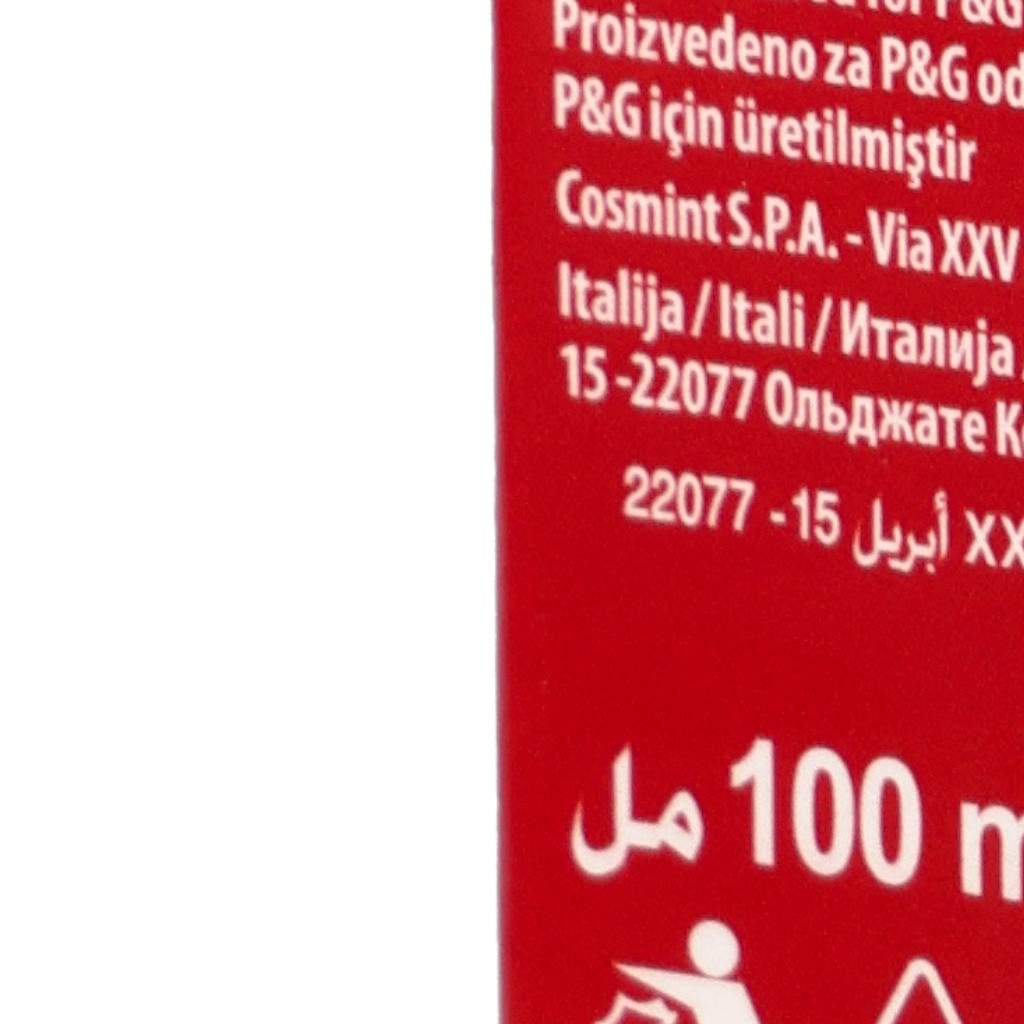 for P&G
Proizvedeno za P&G od
P&G için üretilmiştir
Cosmint S.P.A. - Via XXV
Italija / Itali / Италија
15 -22077 Ольджате
22077 -15 أبريل XX
مل 100 m